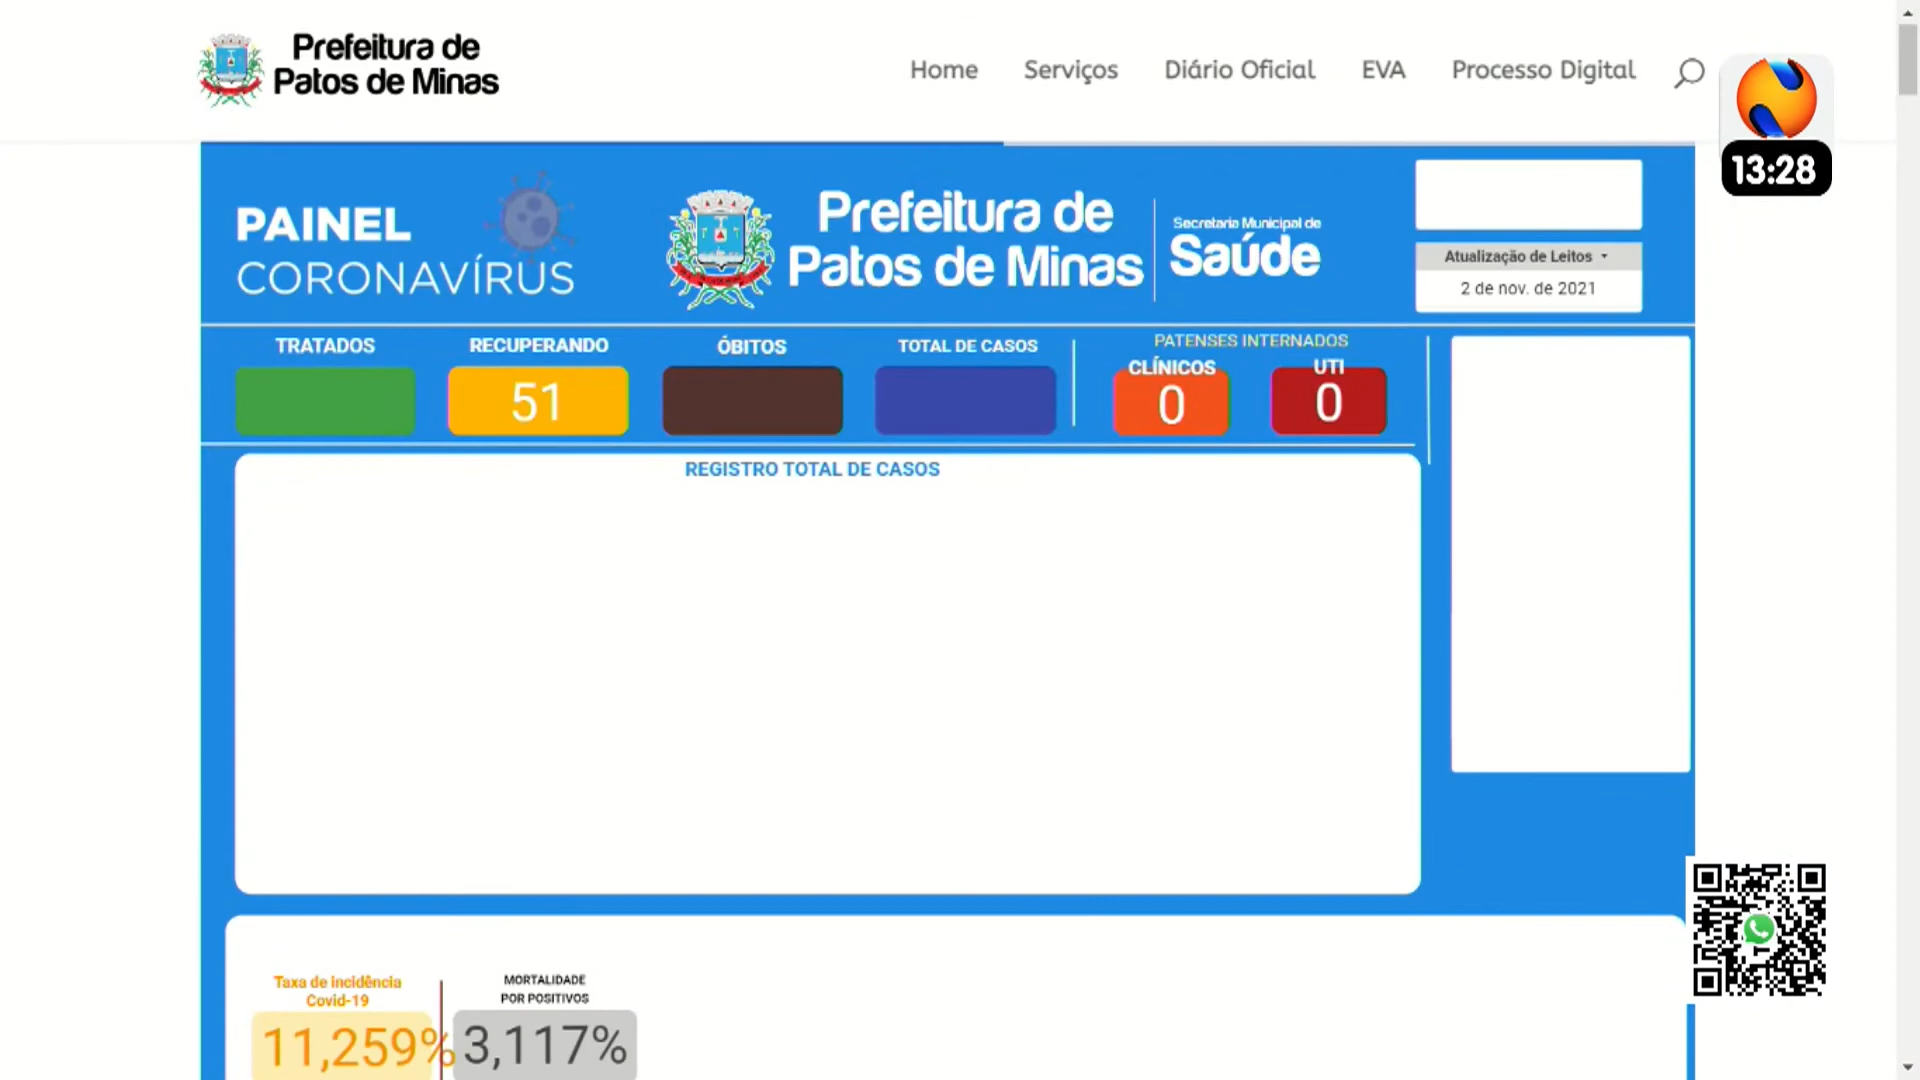 Prefeitura de
Patos de Minas
Home Serviços Diário Oficial EVA Processo Digital
13:28
PAINEL
CORONAVÍRUS
Prefeitura de
Patos de Minas
Secretaria Municipal de
Saúde
Atualização de Leitos
2 de nov. de 2021
TRATADOS RECUPERANDO ÓBITOS TOTAL DE CASOS
PATENSES INTERNADOS
CLÍNICOS UTI
51 0 0
REGISTRO TOTAL DE CASOS
Taxa de incidência
Covid-19
11,259%
MORTALIDADE
POR POSITIVOS
3,117%